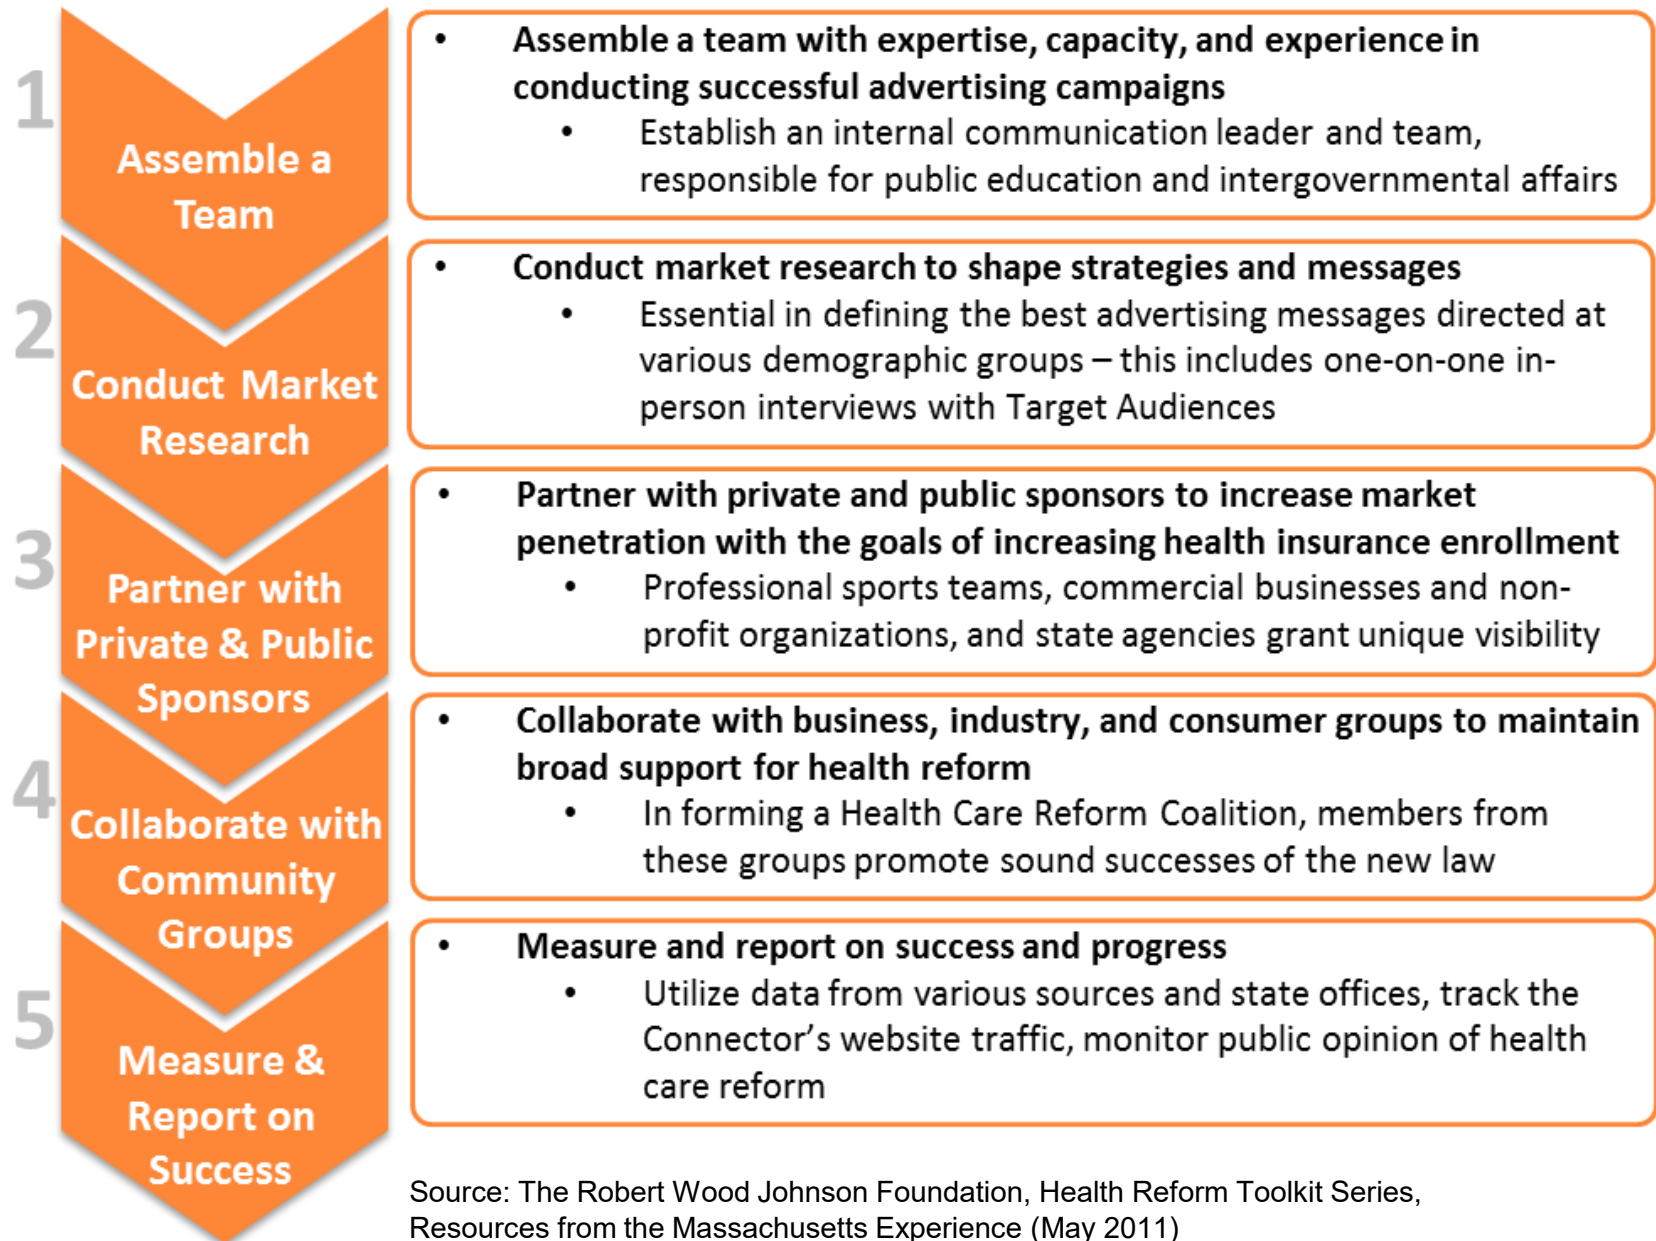 1
Assemble a
Team
• Assemble a team with expertise, capacity, and experience in
conducting successful advertising campaigns
• Establish an internal communication leader and team,
responsible for public education and intergovernmental affairs
2
Conduct Market
Research
• Conduct market research to shape strategies and messages
• Essential in defining the best advertising messages directed at
various demographic groups – this includes one-on-one in-
person interviews with Target Audiences
3
Partner with
Private & Public
Sponsors
• Partner with private and public sponsors to increase market
penetration with the goals of increasing health insurance enrollment
• Professional sports teams, commercial businesses and non-
profit organizations, and state agencies grant unique visibility
4
Collaborate with
Community
Groups
• Collaborate with business, industry, and consumer groups to maintain
broad support for health reform
• In forming a Health Care Reform Coalition, members from
these groups promote sound successes of the new law
5
Measure &
Report on
Success
• Measure and report on success and progress
• Utilize data from various sources and state offices, track the
Connector’s website traffic, monitor public opinion of health
care reform
Source: The Robert Wood Johnson Foundation, Health Reform Toolkit Series,
Resources from the Massachusetts Experience (May 2011)